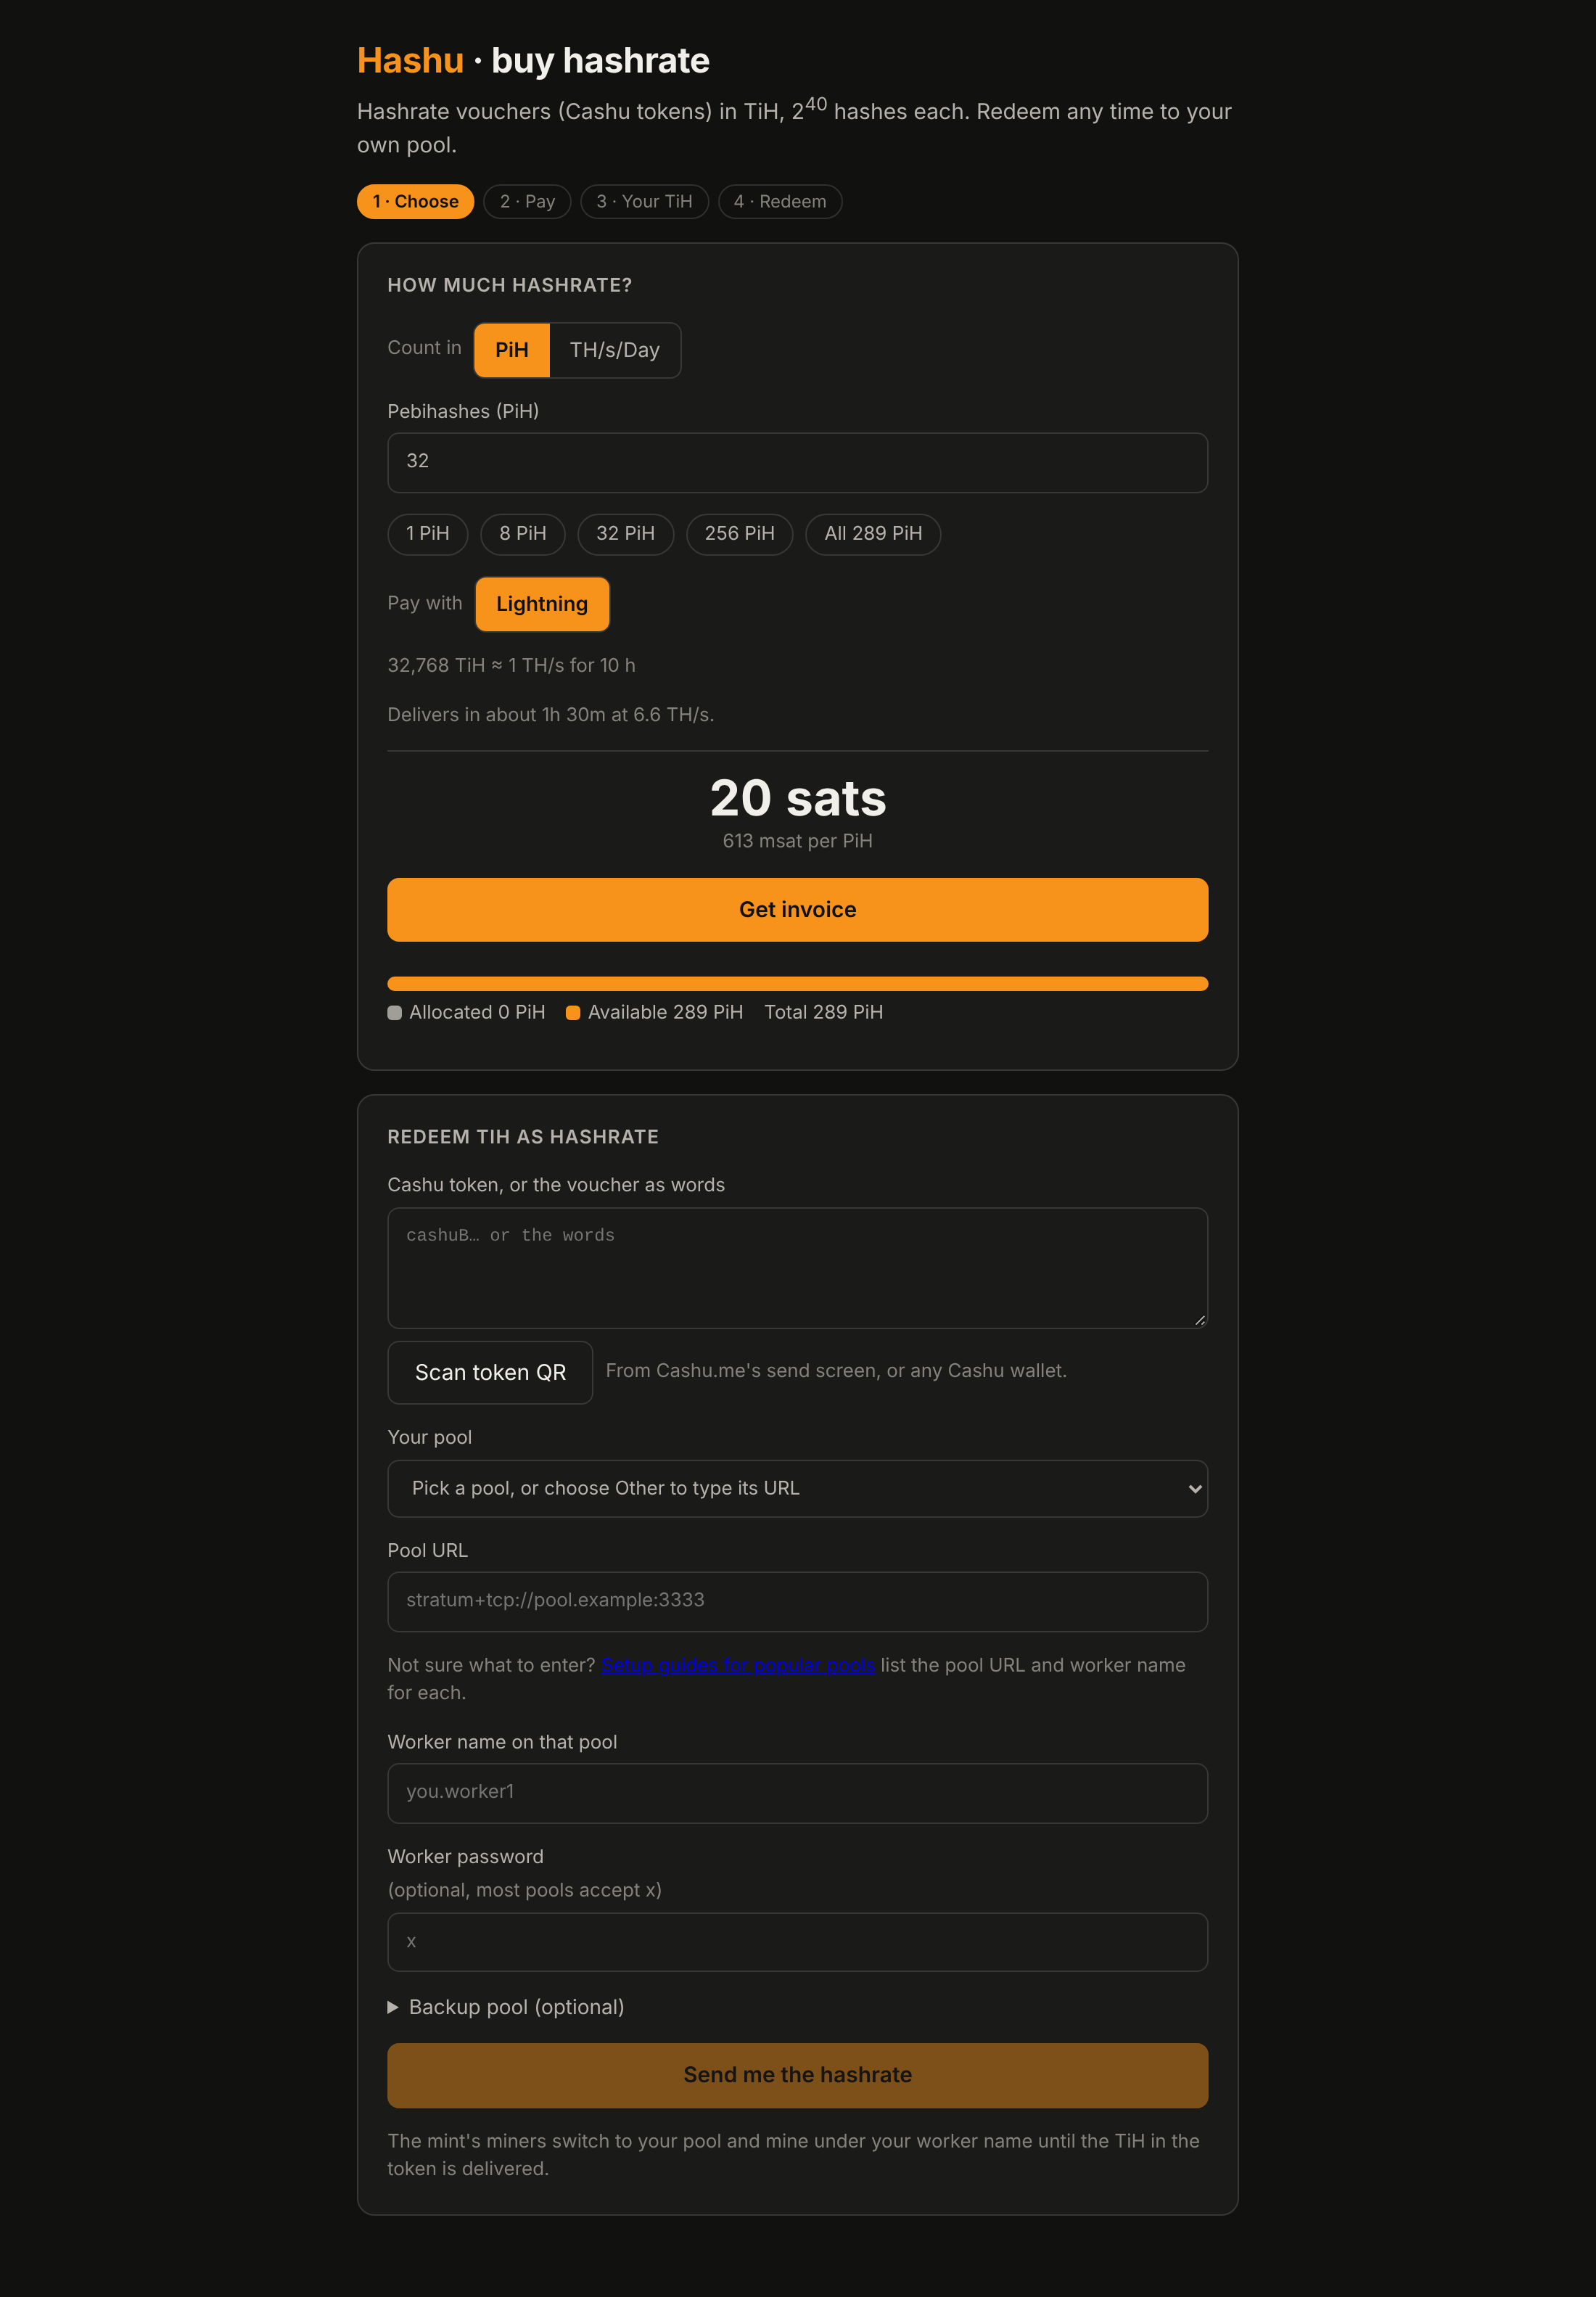 Hashu · buy hashrate
Hashrate vouchers (Cashu tokens) in TiH, 2⁴⁰ hashes each. Redeem any time to your
own pool.
1 · Choose
2 · Pay
3 · Your TiH
4 · Redeem
HOW MUCH HASHRATE?
Count in
PiH
TH/s/Day
Pebihashes (PiH)
32
1 PiH
8 PiH
32 PiH
256 PiH
All 289 PiH
Pay with
Lightning
32,768 TiH ≈ 1 TH/s for 10 h
Delivers in about 1h 30m at 6.6 TH/s.
20 sats
613 msat per PiH
Get invoice
Allocated 0 PiH
Available 289 PiH
Total 289 PiH
REDEEM TIH AS HASHRATE
Cashu token, or the voucher as words
cashuB… or the words
Scan token QR
From Cashu.me's send screen, or any Cashu wallet.
Your pool
Pick a pool, or choose Other to type its URL
Pool URL
stratum+tcp://pool.example:3333
Not sure what to enter? Setup guides for popular pools list the pool URL and worker name
for each.
Worker name on that pool
you.worker1
Worker password
(optional, most pools accept x)
x
Backup pool (optional)
Send me the hashrate
The mint's miners switch to your pool and mine under your worker name until the TiH in the
token is delivered.